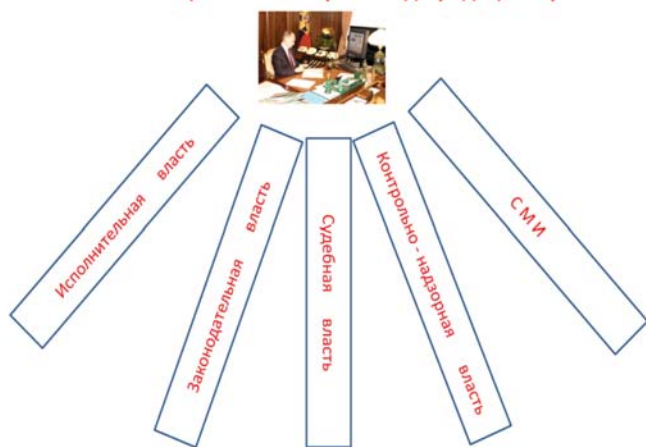 Исполнительная власть
Законодательная власть
Судебная власть
Контрольно - надзорная власть
СМИ